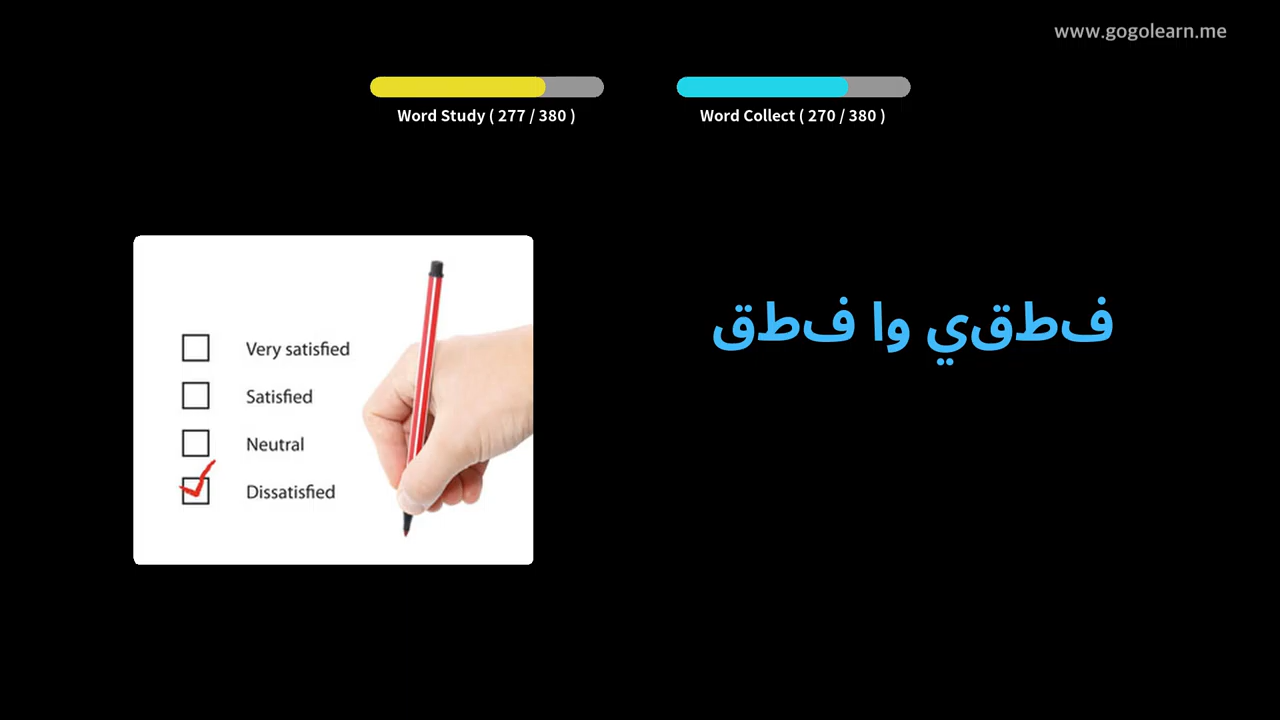 www.gogolearn.me
Word Study ( 277 / 380 )
Word Collect ( 270 / 380 )
فطقي وا فطق
Very satisfied
Satisfied
Neutral
Dissatisfied